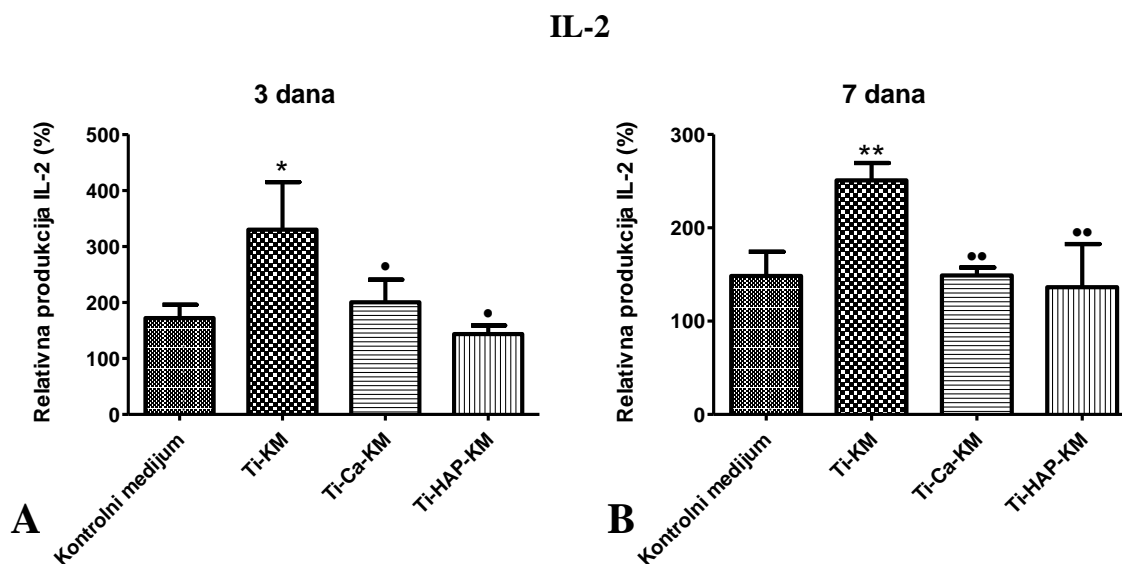 IL-2
3 dana
Relativna produkcija IL-2 (%)
500
400
300
200
100
0
*
•
•
Kontrolni medijum
Ti-KM
Ti-Ca-KM
Ti-HAP-KM
A
7 dana
Relativna produkcija IL-2 (%)
300
200
100
0
**
••
••
Kontrolni medijum
Ti-KM
Ti-Ca-KM
Ti-HAP-KM
B